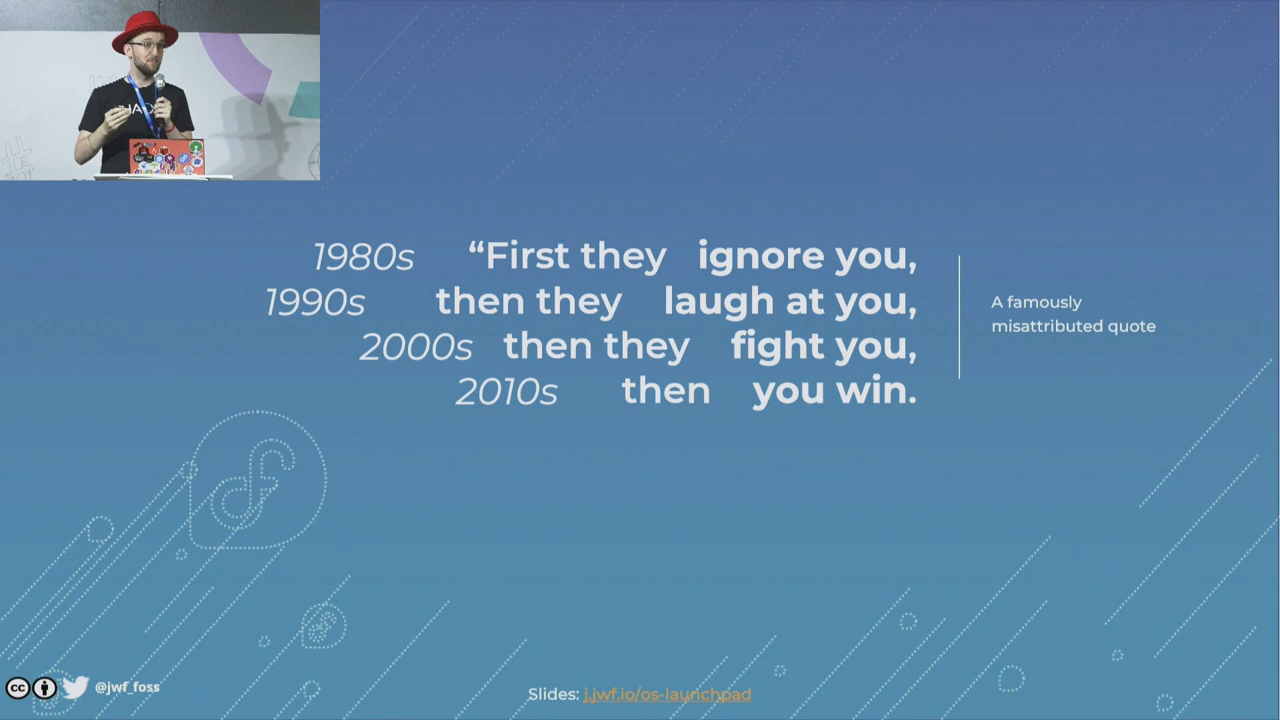 1980s “First they ignore you,
1990s then they laugh at you,
2000s then they fight you,
2010s then you win.
A famously
misattributed quote
cc
@jwf_foss
Slides: j.jwf.io/os-launchpad